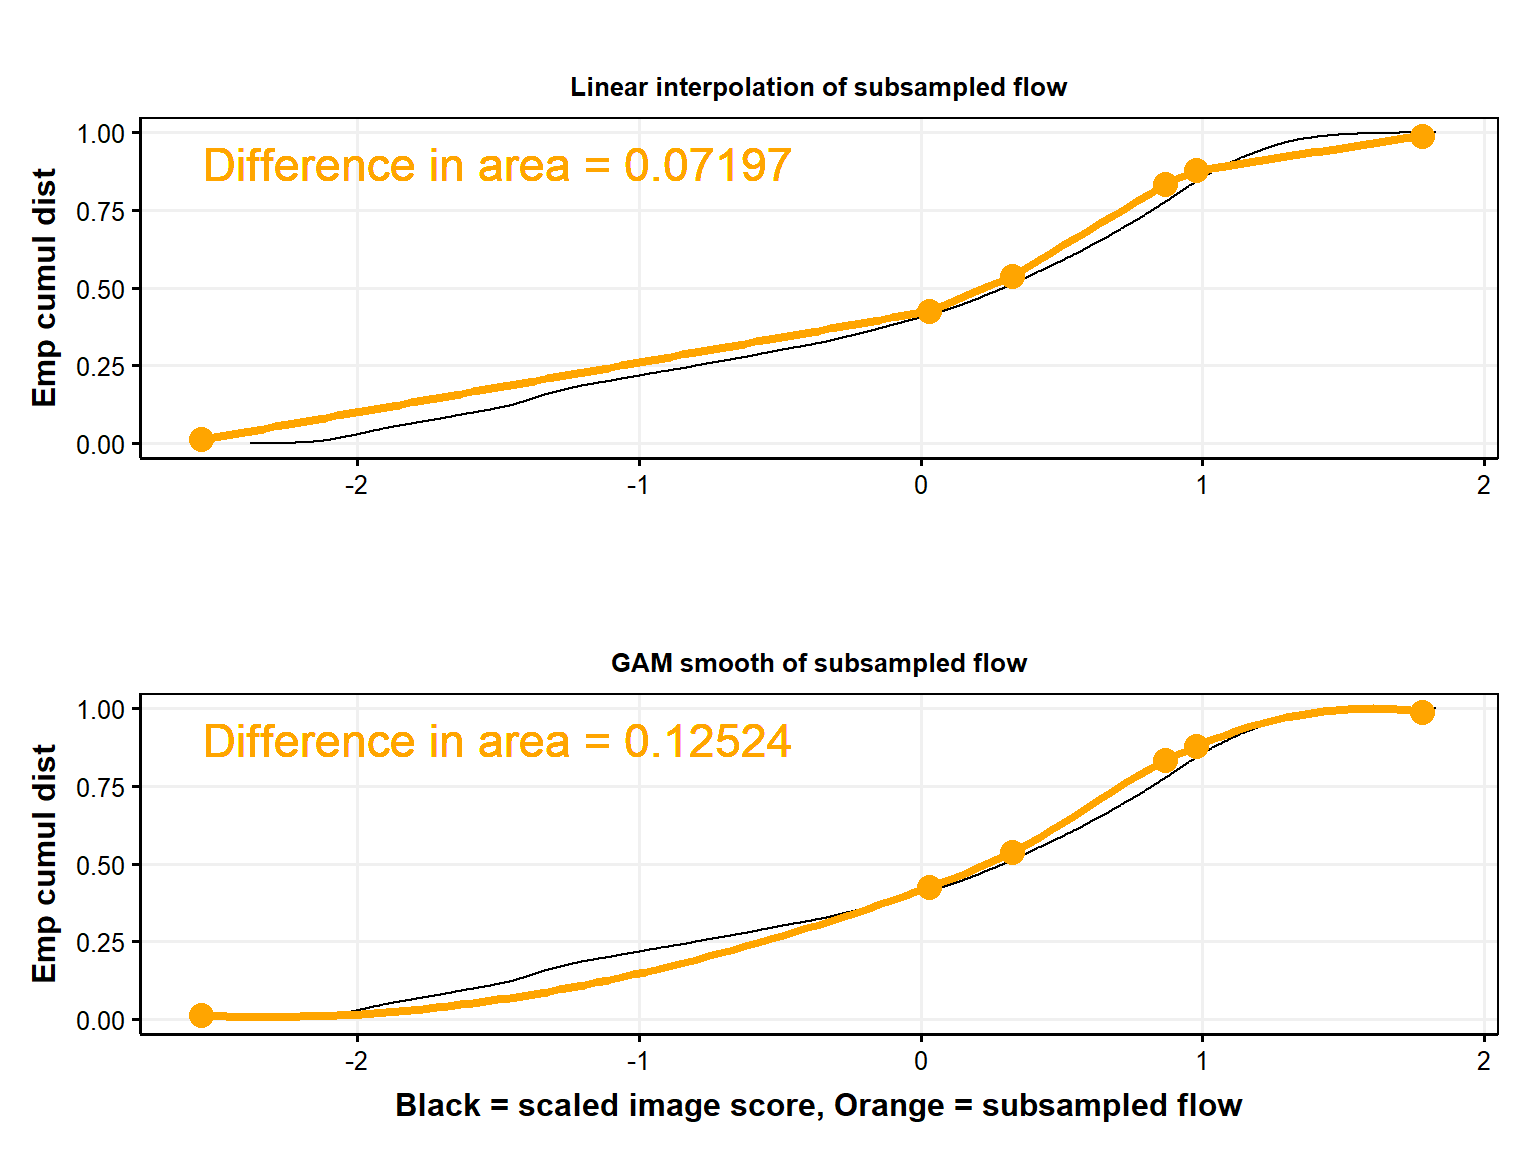 Linear interpolation of subsampled flow
Difference in area = 0.07197
Emp cumul dist
1.00
0.75
0.50
0.25
0.00
-2 -1 0 1 2
GAM smooth of subsampled flow
Difference in area = 0.12524
Emp cumul dist
1.00
0.75
0.50
0.25
0.00
-2 -1 0 1 2
Black = scaled image score, Orange = subsampled flow